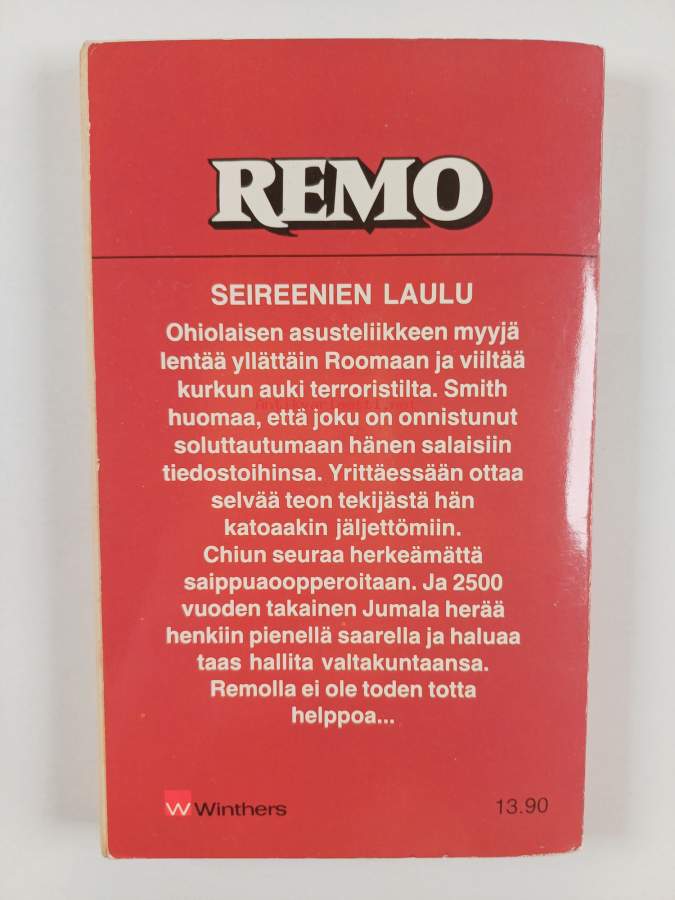 REMO
SEIREENIEN LAULU
Ohiolaisen asusteliikkeen myyjä
lentää yllättäin Roomaan ja viiltää
kurkun auki terroristilta. Smith
huomaa, että joku on onnistunut
soluttautumaan hänen salaisiin
tiedostoihinsa. Yrittäessään ottaa
selvää teon tekijästä hän
katoaakin jäljettömiin.
Chiun seuraa herkeämättä
saippuaoopperoitaan. Ja 2500
vuoden takainen Jumala herää
henkiin pienellä saarella ja haluaa
taas hallita valtakuntaansa.
Remolla ei ole toden totta
helppoa...
W Winthers
13.90